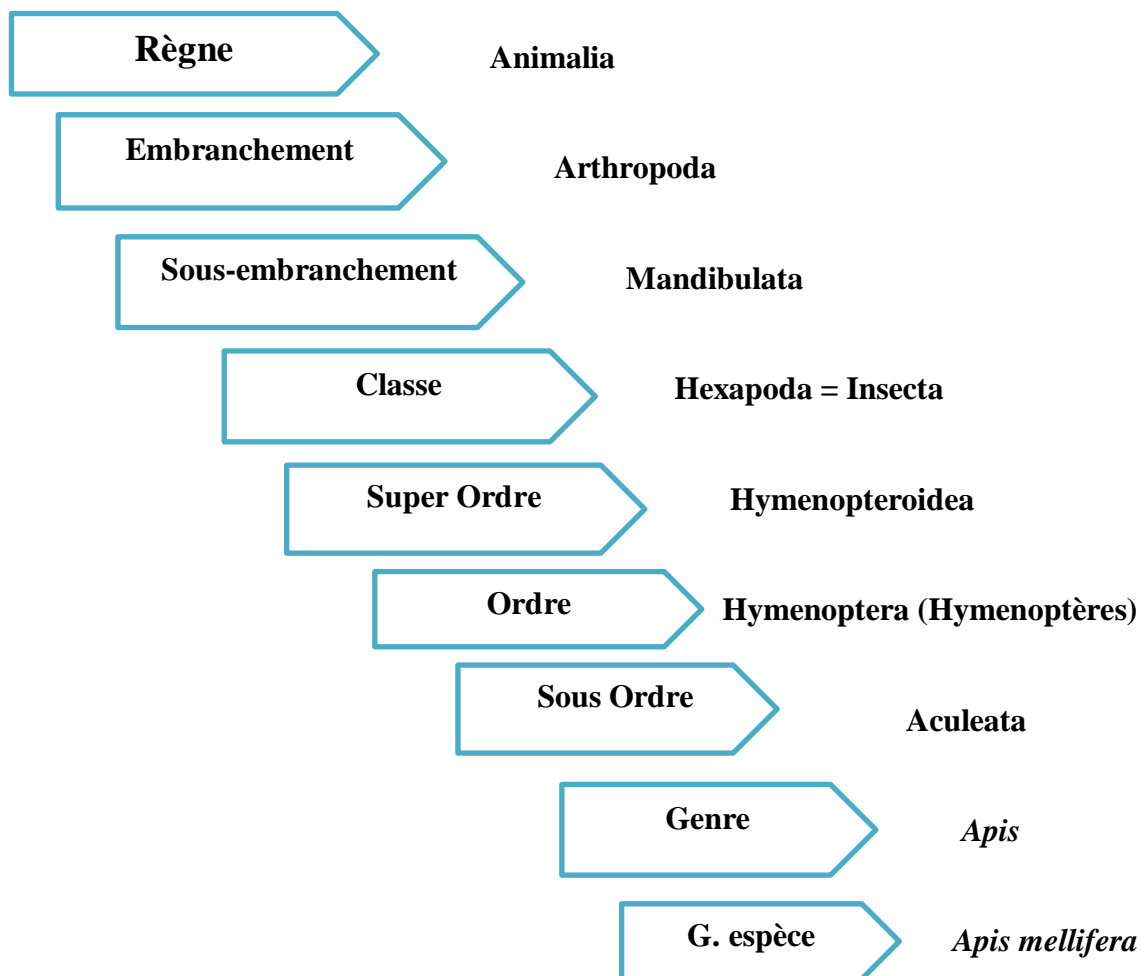 Règne
Animalia
Embranchement
Arthropoda
Sous-embranchement
Mandibulata
Classe
Hexapoda = Insecta
Super Ordre
Hymenopteroidea
Ordre
Hymenoptera (Hymenoptères)
Sous Ordre
Aculeata
Genre
Apis
G. espèce
Apis mellifera